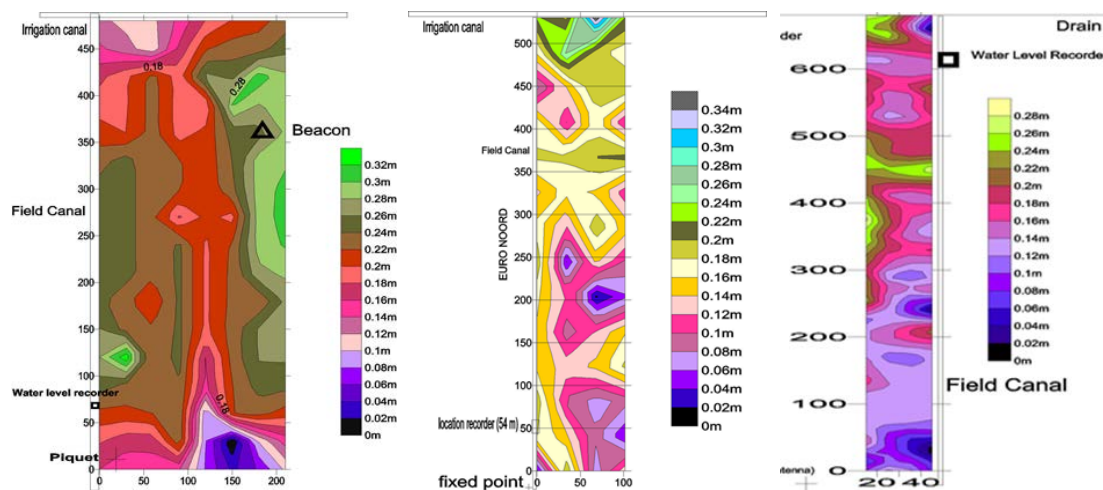 Irrigation canal
450
400
350
300
250
200
150
100
50
0
0 50 100 150 200
0.18
0.28
0.18
Beacon
Field Canal
Water level recorder
Piquet
0.32m
0.3m
0.28m
0.26m
0.24m
0.22m
0.2m
0.18m
0.16m
0.14m
0.12m
0.1m
0.08m
0.06m
0.04m
0.02m
0m
Irrigation canal
500
450
400
Field Canal
350
300
EURO NOORD
250
200
150
100
50
location recorder (54 m)
0
0 50 100
fixed point
0.34m
0.32m
0.3m
0.28m
0.26m
0.24m
0.22m
0.2m
0.18m
0.16m
0.14m
0.12m
0.1m
0.08m
0.06m
0.04m
0.02m
0m
Drain
Water Level Recorde
600
500
400
300
200
100
0
20 40
0.28m
0.26m
0.24m
0.22m
0.2m
0.18m
0.16m
0.14m
0.12m
0.1m
0.08m
0.06m
0.04m
0.02m
0m
Field Canal